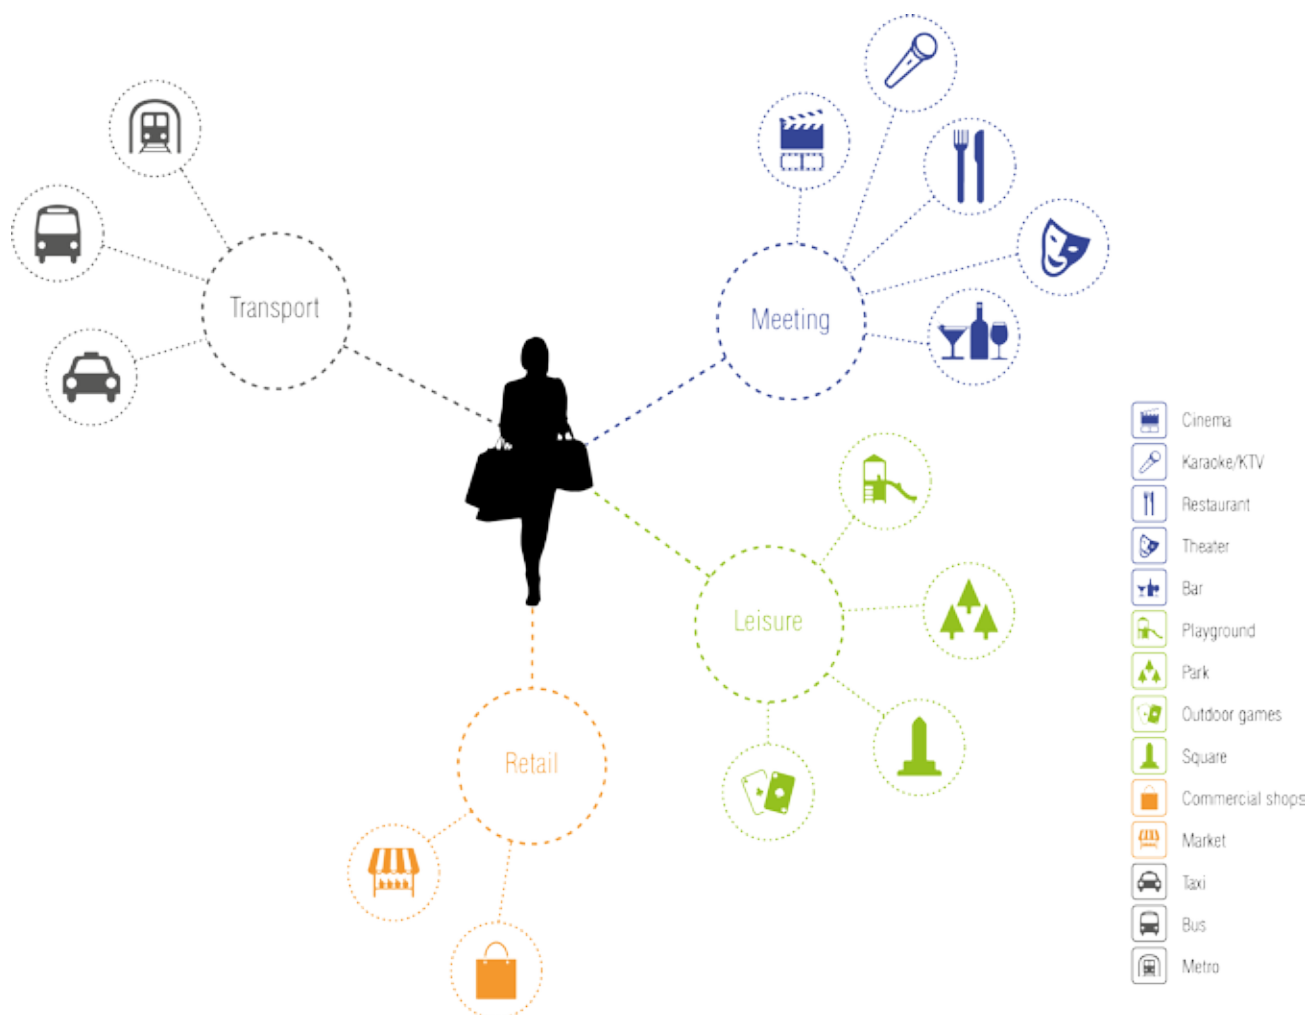 Transport
Meeting
Leisure
Retail
Cinema
Karaoke/KTV
Restaurant
Theater
Bar
Playground
Park
Outdoor games
Square
Commercial shops
Market
Taxi
Bus
Metro